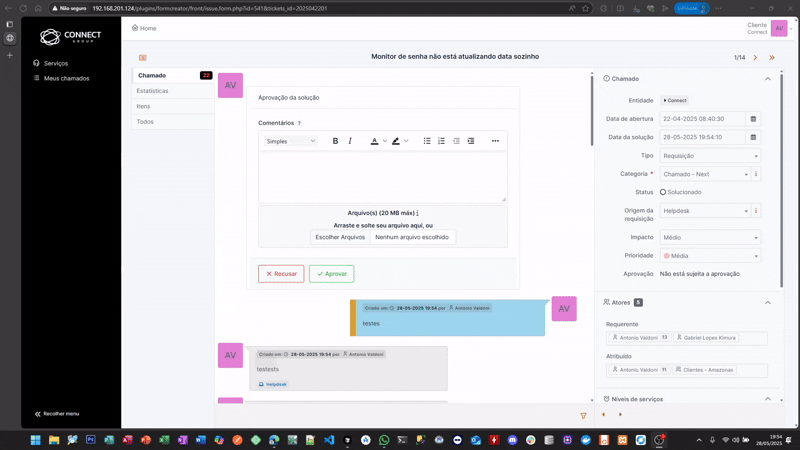 Não seguro
192.168.201.124/plugins/formcreator/front/issue.form.php?id=5418&tickets_id=2025042201
CONNECT
GROUP
Serviços
Meus chamados
Recolher menu
Home
Cliente
Connect
AV
Monitor de senha não está atualizando data sozinho
1/14
Chamado 22
Estatísticas
Itens
Todos
AV
Aprovação da solução
Comentários ?
Simples
B I A
Arquivo(s) (20 MB máx) i
Arraste e solte seu arquivo aqui, ou
Escolher Arquivos Nenhum arquivo escolhido
Recusar
Aprovar
Criado em 28-05-2025 19:54 por Antonio Valdoni
testes
AV
AV
Criado em 28-05-2025 19:54 por Antonio Valdoni
testests
Helpdesk
AV
Chamado
Entidade Connect
Data de abertura 22-04-2025 08:40:30
Data da solução 28-05-2025 19:54:10
Tipo Requisição
Categoria * Chamado - Next
Status Solucionado
Origem da
requisição
Helpdesk
Impacto Médio
Prioridade Média
Aprovação Não está sujeita a aprovação
Atores 5
Requerente
Antonio Valdoni 13 Gabriel Lopes Kimura
Atribuído
Antonio Valdoni 11 Clientes - Amazonas
Níveis de serviços
19:54
28/05/2025